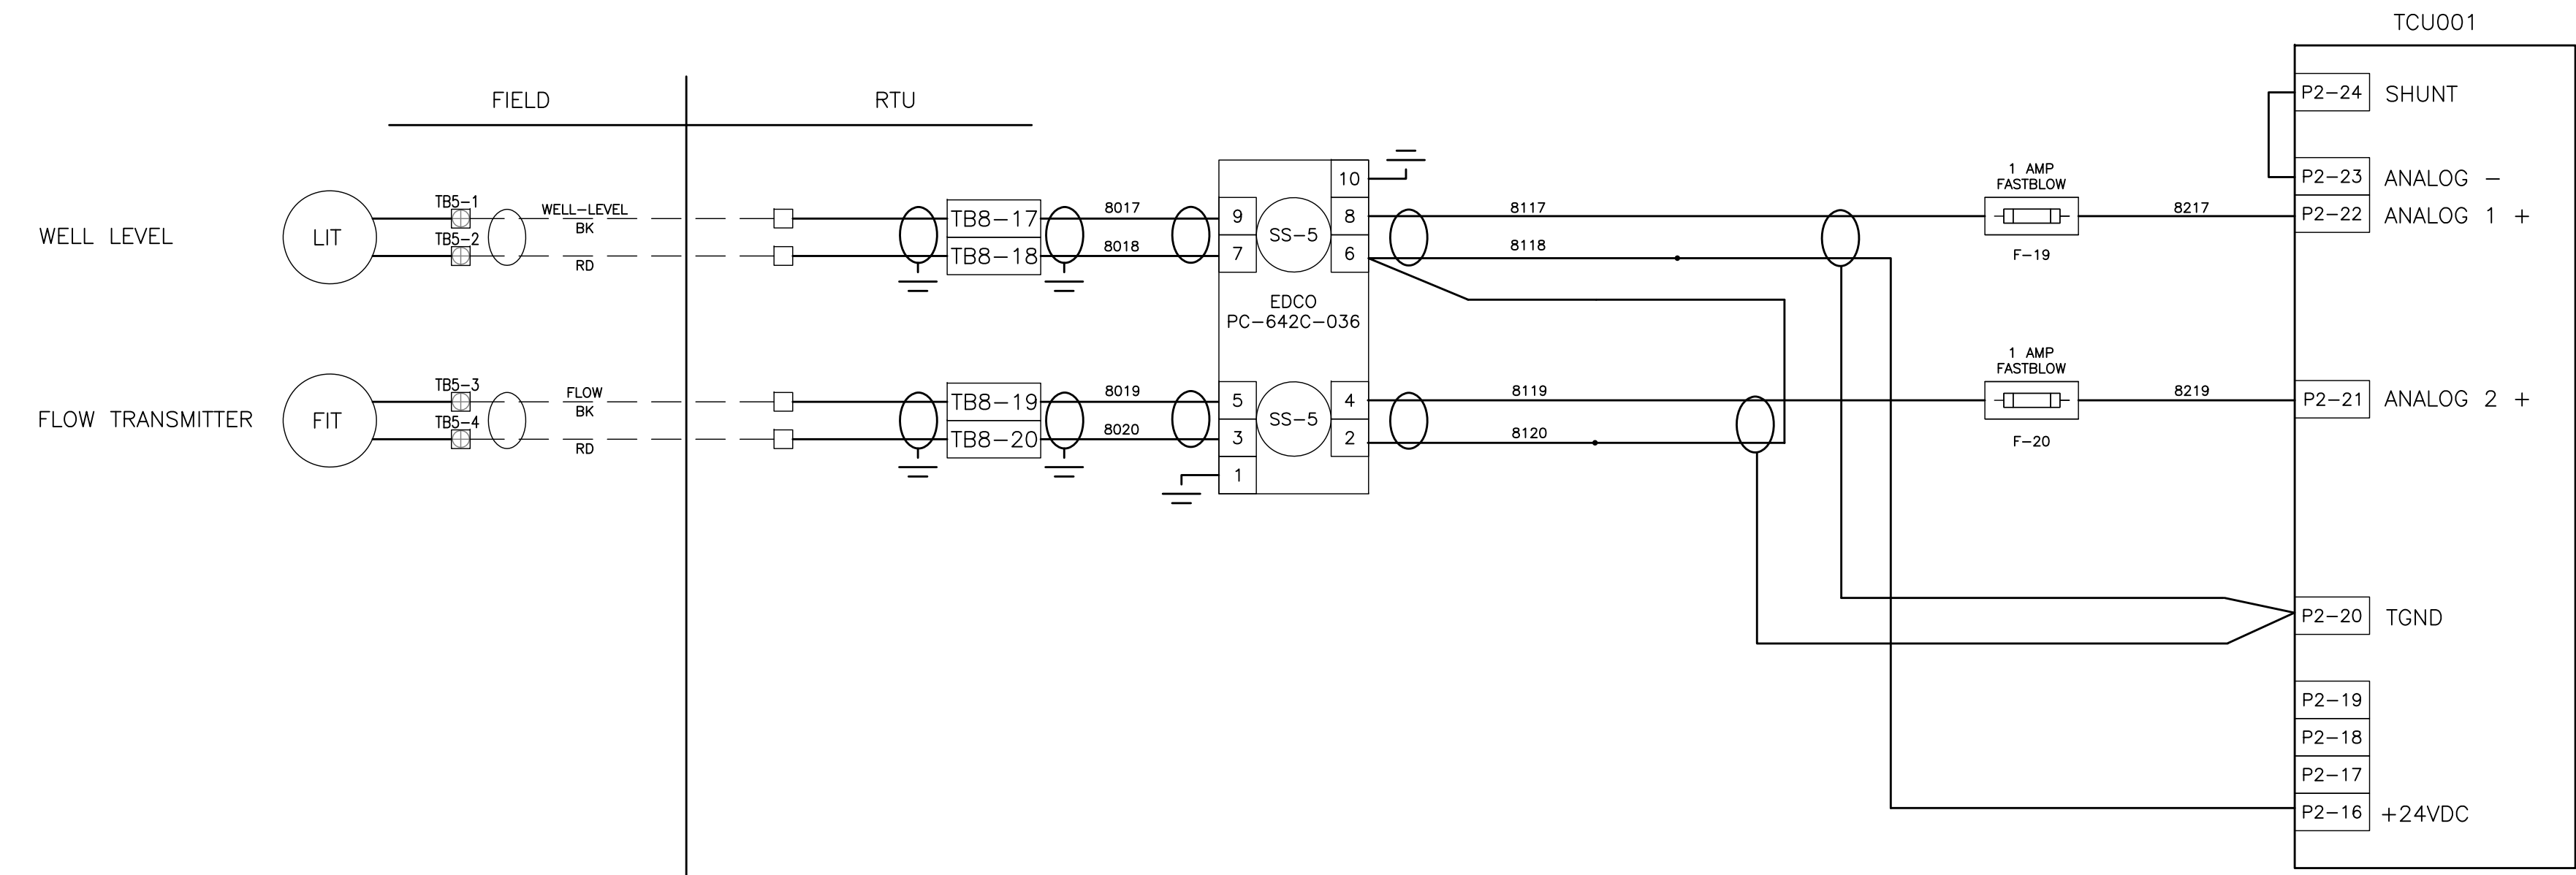 TCU001
FIELD
RTU
P2-24 SHUNT
P2-23 ANALOG -
P2-22 ANALOG 1 +
WELL LEVEL
LIT
TB5-1
TB5-2
WELL-LEVEL
BK
RD
TB8-17
TB8-18
8017
8018
10
9
8
7
6
SS-5
EDCO
PC-642C-036
8117
8118
1 AMP
FASTBLOW
F-19
8217
FLOW TRANSMITTER
FIT
TB5-3
TB5-4
FLOW
BK
RD
TB8-19
TB8-20
8019
8020
5
4
3
2
1
SS-5
8119
8120
1 AMP
FASTBLOW
F-20
8219
P2-21 ANALOG 2 +
P2-20 TGND
P2-19
P2-18
P2-17
P2-16 +24VDC